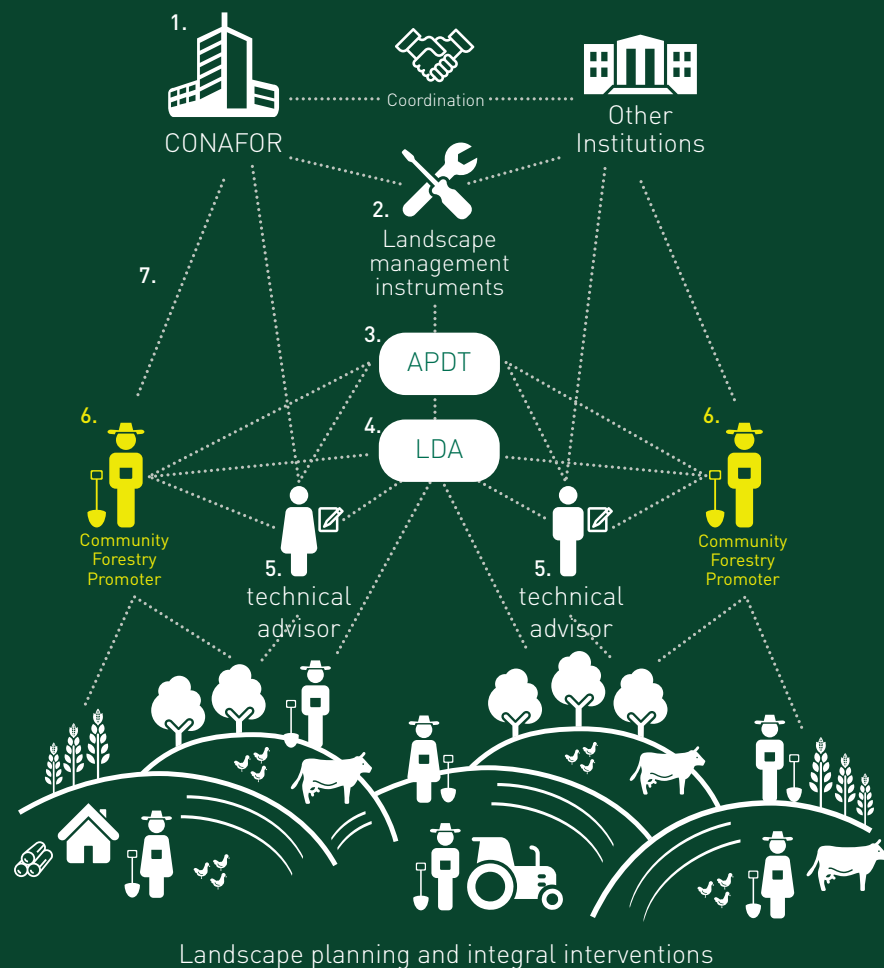 1.
CONAFOR
Coordination
Other
Institutions
2.
Landscape
management
instruments
7.
3.
APDT
4.
LDA
6.
Community
Forestry
Promoter
5.
technical
advisor
5.
technical
advisor
6.
Community
Forestry
Promoter
Landscape planning and integral interventions